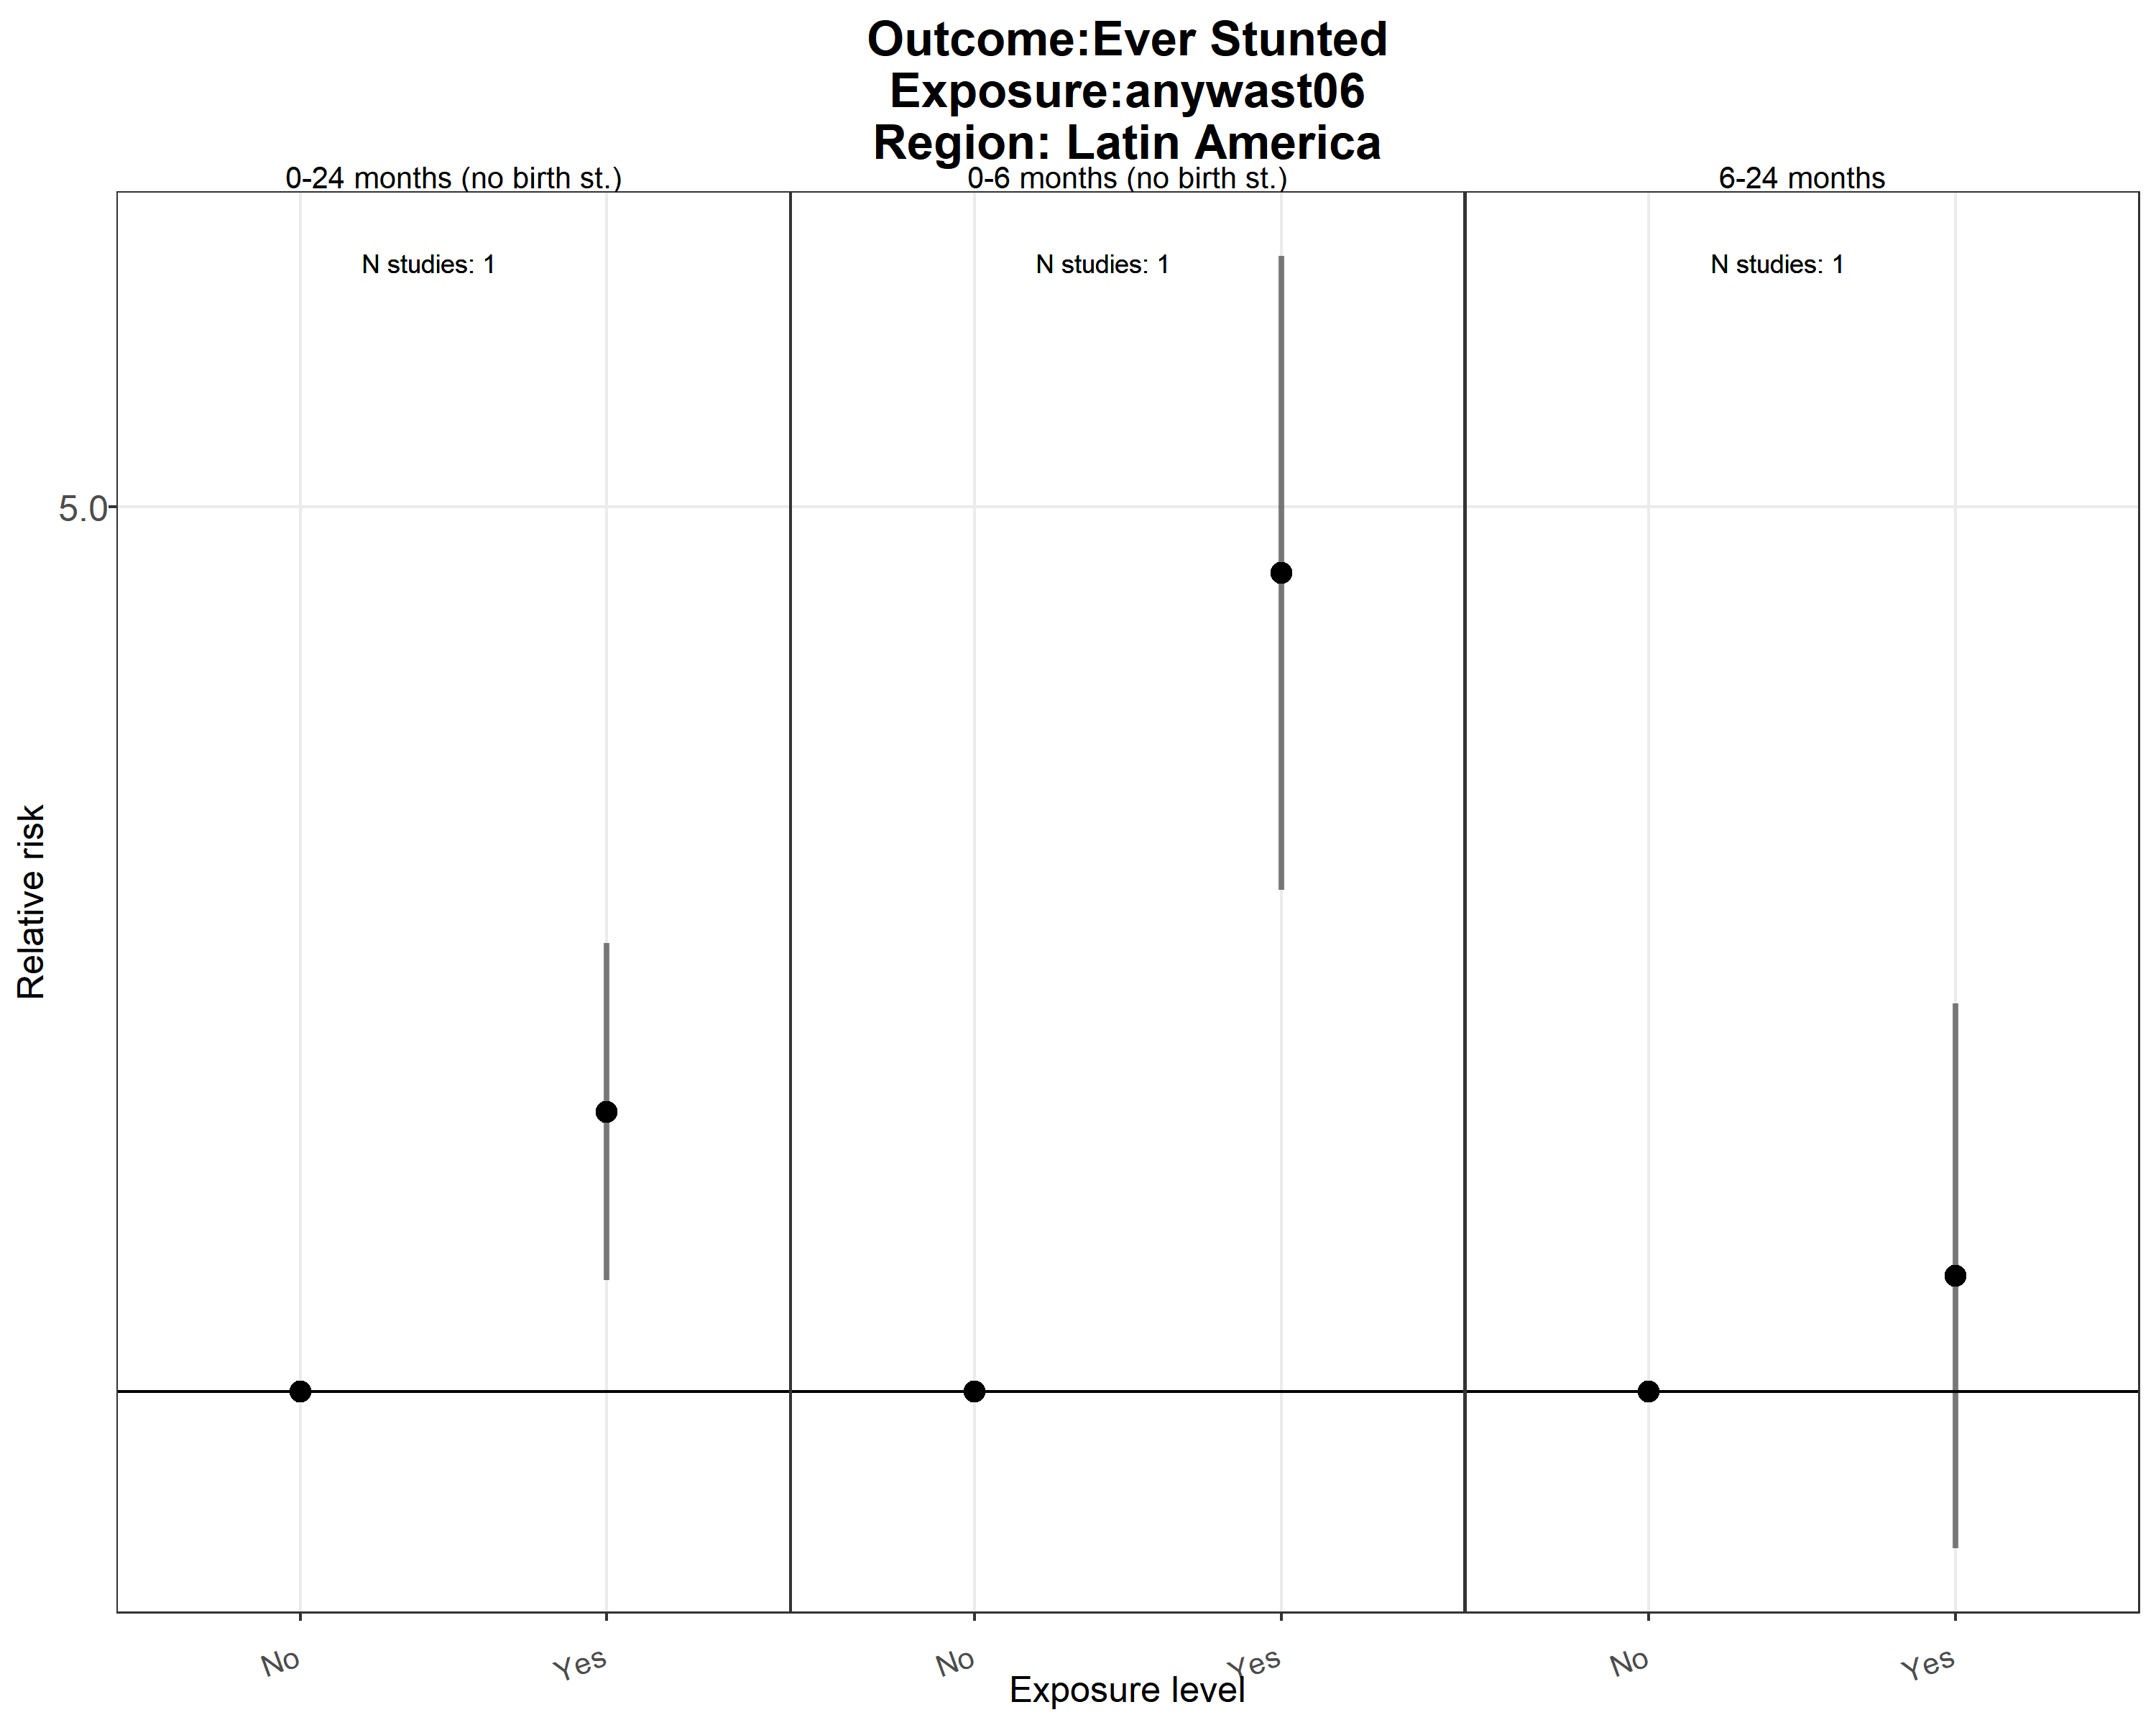 Outcome:Ever Stunted
Exposure:anywast06
Region: Latin America
0-24 months (no birth st.)
0-6 months (no birth st.)
6-24 months
N studies: 1
N studies: 1
N studies: 1
5.0
Relative risk
No
Yes
No
Yes
No
Yes
Exposure level